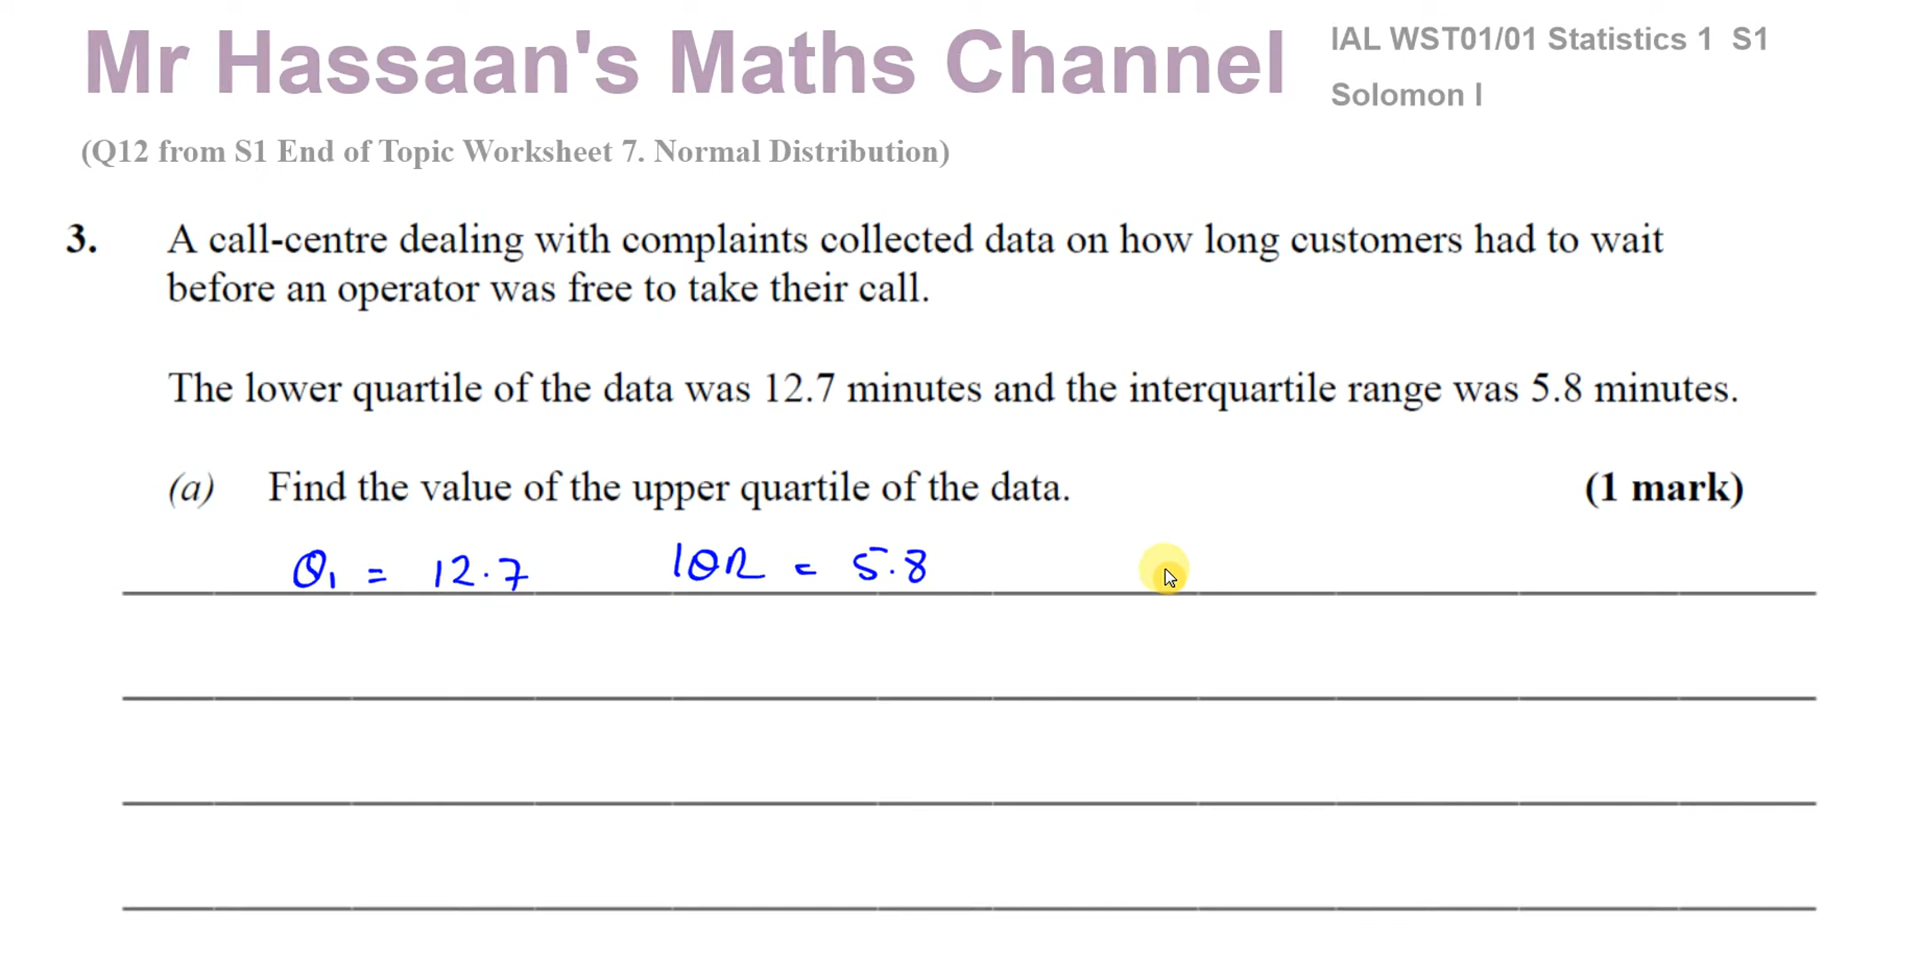 Mr Hassaan's Maths Channel
IAL WST01/01 Statistics 1 S1
Solomon I
(Q12 from S1 End of Topic Worksheet 7. Normal Distribution)
3. A call-centre dealing with complaints collected data on how long customers had to wait
before an operator was free to take their call.
The lower quartile of the data was 12.7 minutes and the interquartile range was 5.8 minutes.
(a) Find the value of the upper quartile of the data. (1 mark)
Q₁ = 12.7 IQR = 5.8